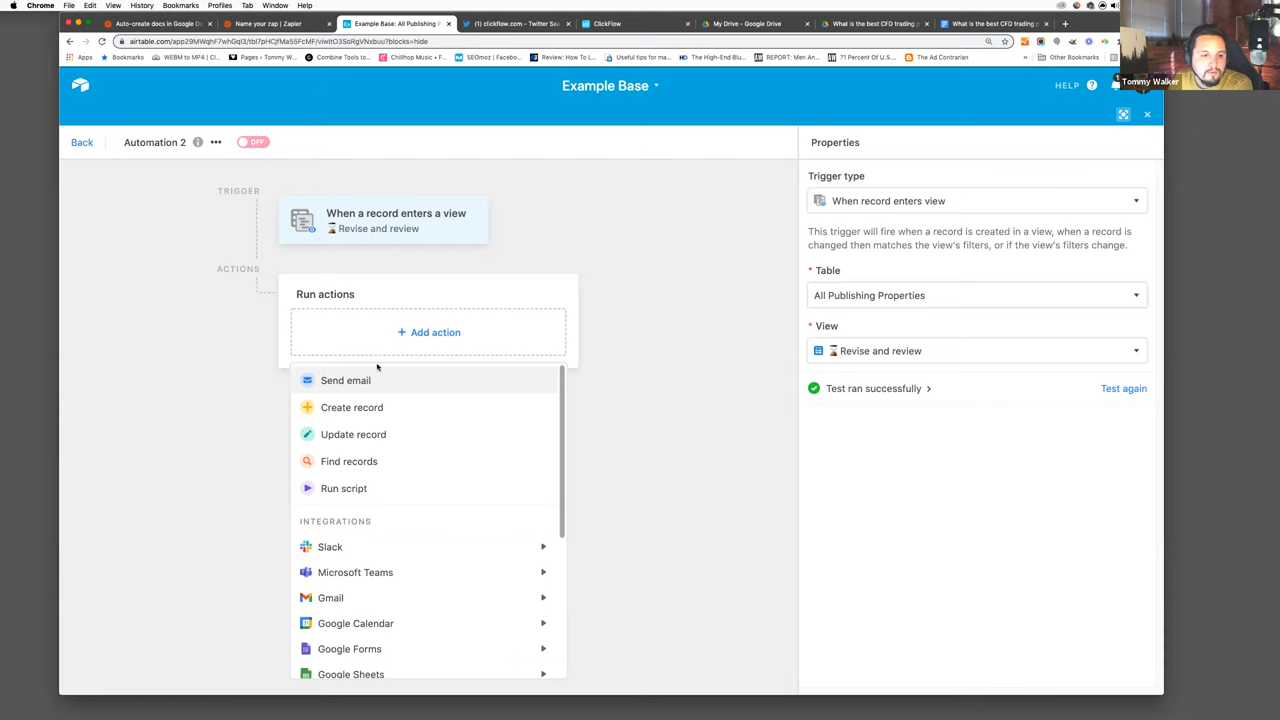 Chrome File Edit View History Bookmarks Profiles Tab Window Help
Auto-create docs in Google Do
Name your zap | Zapier
Example Base: All Publishing P
(1) clickflow.com - Twitter Sea
ClickFlow
My Drive - Google Drive
What is the best CFD trading p
What is the best CFD trading p
Apps
Bookmarks
WEBM to MP4 | Cl
Pages ‹ Tommy W...
Combine Tools to...
Chillhop Music • F...
SEOmoz | Facebo...
Review: How To L...
Useful tips for ma...
The High-End Blu...
REPORT: Men An...
71 Percent Of U.S...
The Ad Contrarian
Other Bookmarks
Tommy Walker
Example Base
HELP
1
Back
Automation 2
OFF
Properties
TRIGGER
When a record enters a view
Revise and review
ACTIONS
Run actions
+ Add action
Send email
Create record
Update record
Find records
Run script
INTEGRATIONS
Slack
Microsoft Teams
Gmail
Google Calendar
Google Forms
Google Sheets
Trigger type
When record enters view
This trigger will fire when a record is created in a view, when a record is
changed then matches the view's filters, or if the view's filters change.
* Table
All Publishing Properties
* View
Revise and review
Test ran successfully
Test again